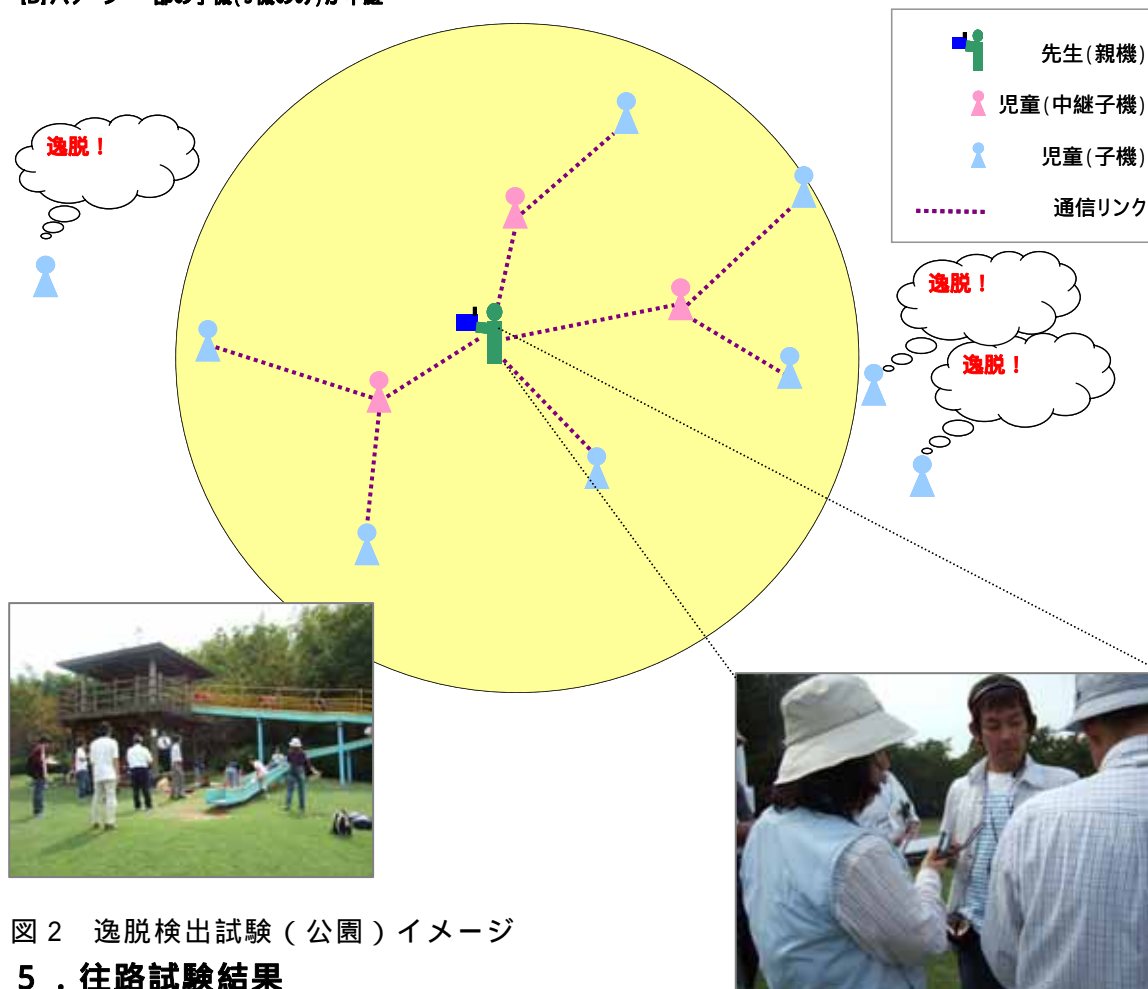 逸脱！
先生(親機)
児童(中継子機)
児童(子機)
通信リンク
逸脱！
逸脱！
図2 逸脱検出試験(公園)イメージ
５．往路試験結果